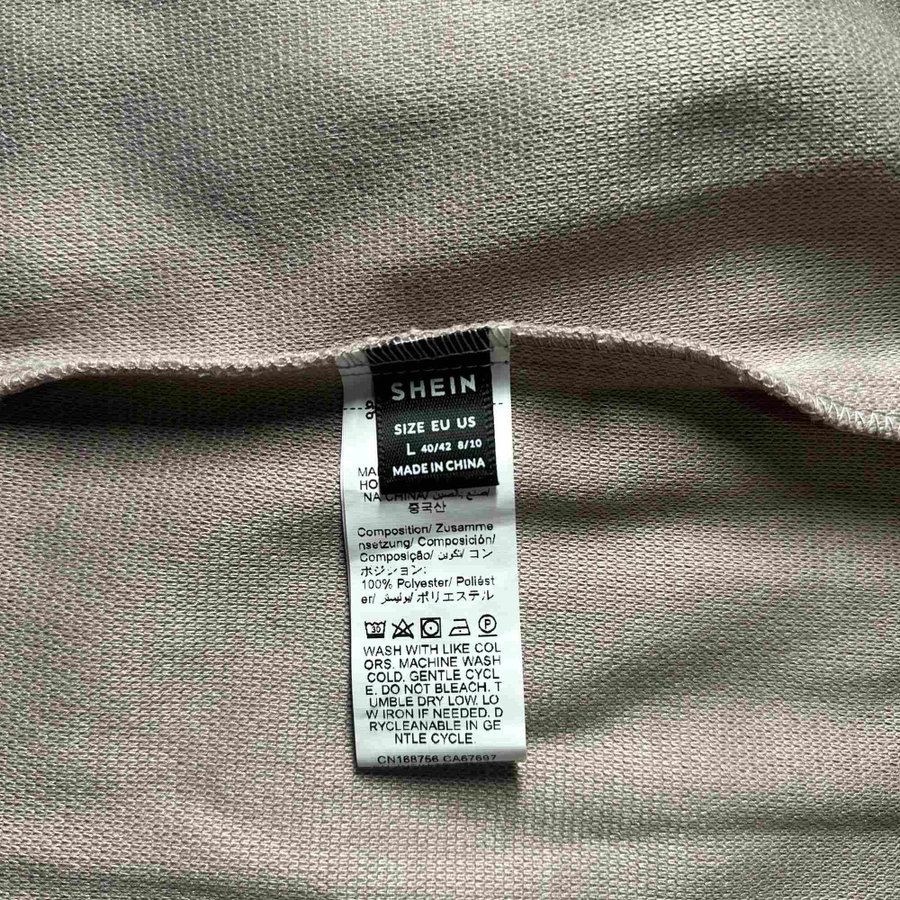 SHEIN
SIZE EU US
L 40/42 8/10
MADE IN CHINA
MA
HO
NA CHINA/ صنع بالصين/
중국산
Composition/ Zusamme
nsetzung/ Composición/
Composição/ تكوين/ コン
ポジション:
100% Polyester/ Poliést
er/ بوليستر/ ポリエステル
30 P
WASH WITH LIKE COL
ORS. MACHINE WASH
COLD. GENTLE CYCL
E. DO NOT BLEACH. T
UMBLE DRY LOW. LO
W IRON IF NEEDED. D
RYCLEANABLE IN GE
NTLE CYCLE.
CN168756 CA67697